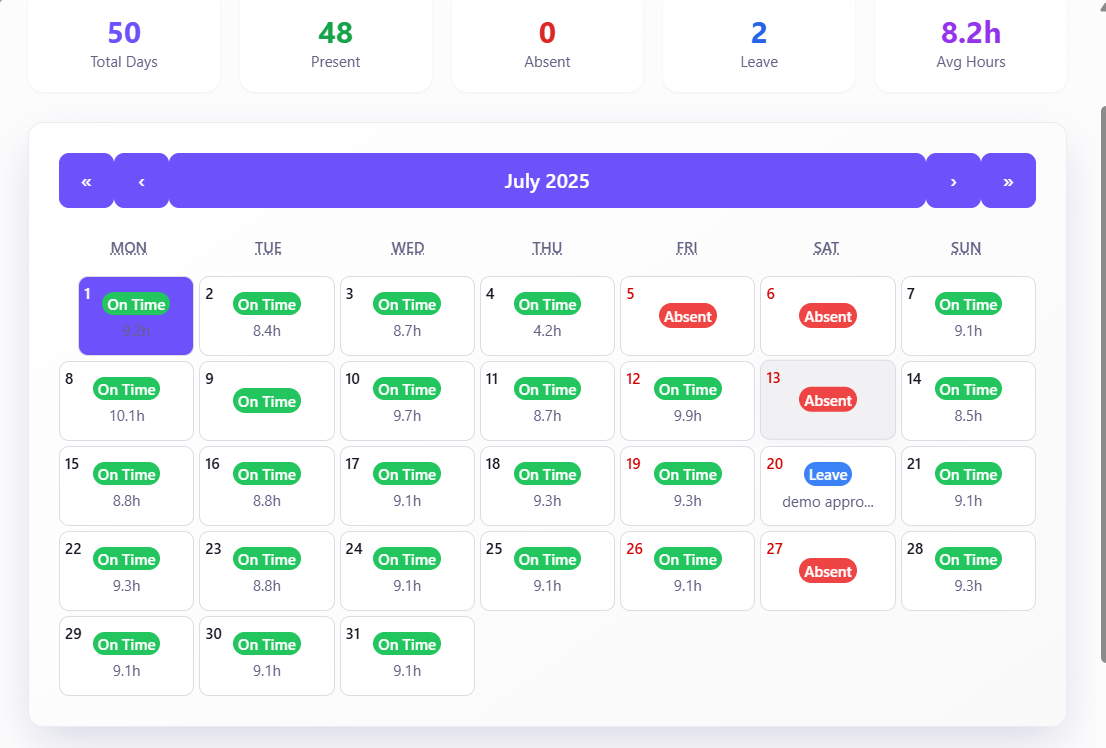 50 48 0 2 8.2h
Total Days Present Absent Leave Avg Hours
« ‹ July 2025 › »
MON TUE WED THU FRI SAT SUN
1 On Time 2 On Time 3 On Time 4 On Time 5 Absent 6 Absent 7 On Time
9.2h 8.4h 8.7h 4.2h 9.1h
8 On Time 9 On Time 10 On Time 11 On Time 12 On Time 13 Absent 14 On Time
10.1h 9.7h 8.7h 9.9h 8.5h
15 On Time 16 On Time 17 On Time 18 On Time 19 On Time 20 Leave 21 On Time
8.8h 8.8h 9.1h 9.3h 9.3h demo appro... 9.1h
22 On Time 23 On Time 24 On Time 25 On Time 26 On Time 27 Absent 28 On Time
9.3h 8.8h 9.1h 9.1h 9.1h 9.3h
29 On Time 30 On Time 31 On Time
9.1h 9.1h 9.1h